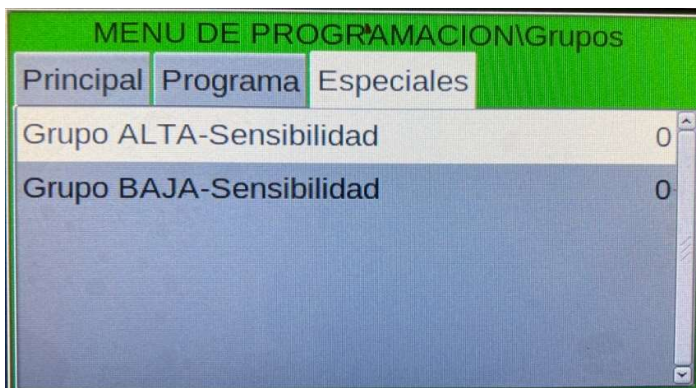 MENU DE PROGRAMACION\Grupos
Principal Programa Especiales
Grupo ALTA-Sensibilidad 0
Grupo BAJA-Sensibilidad 0